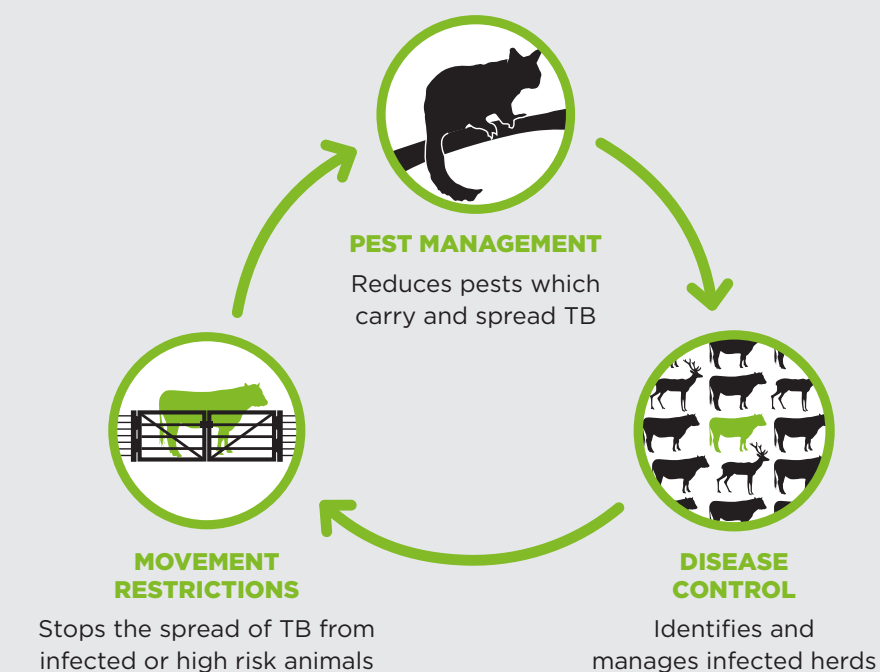 PEST MANAGEMENT
Reduces pests which
carry and spread TB
MOVEMENT
RESTRICTIONS
Stops the spread of TB from
infected or high risk animals
DISEASE
CONTROL
Identifies and
manages infected herds